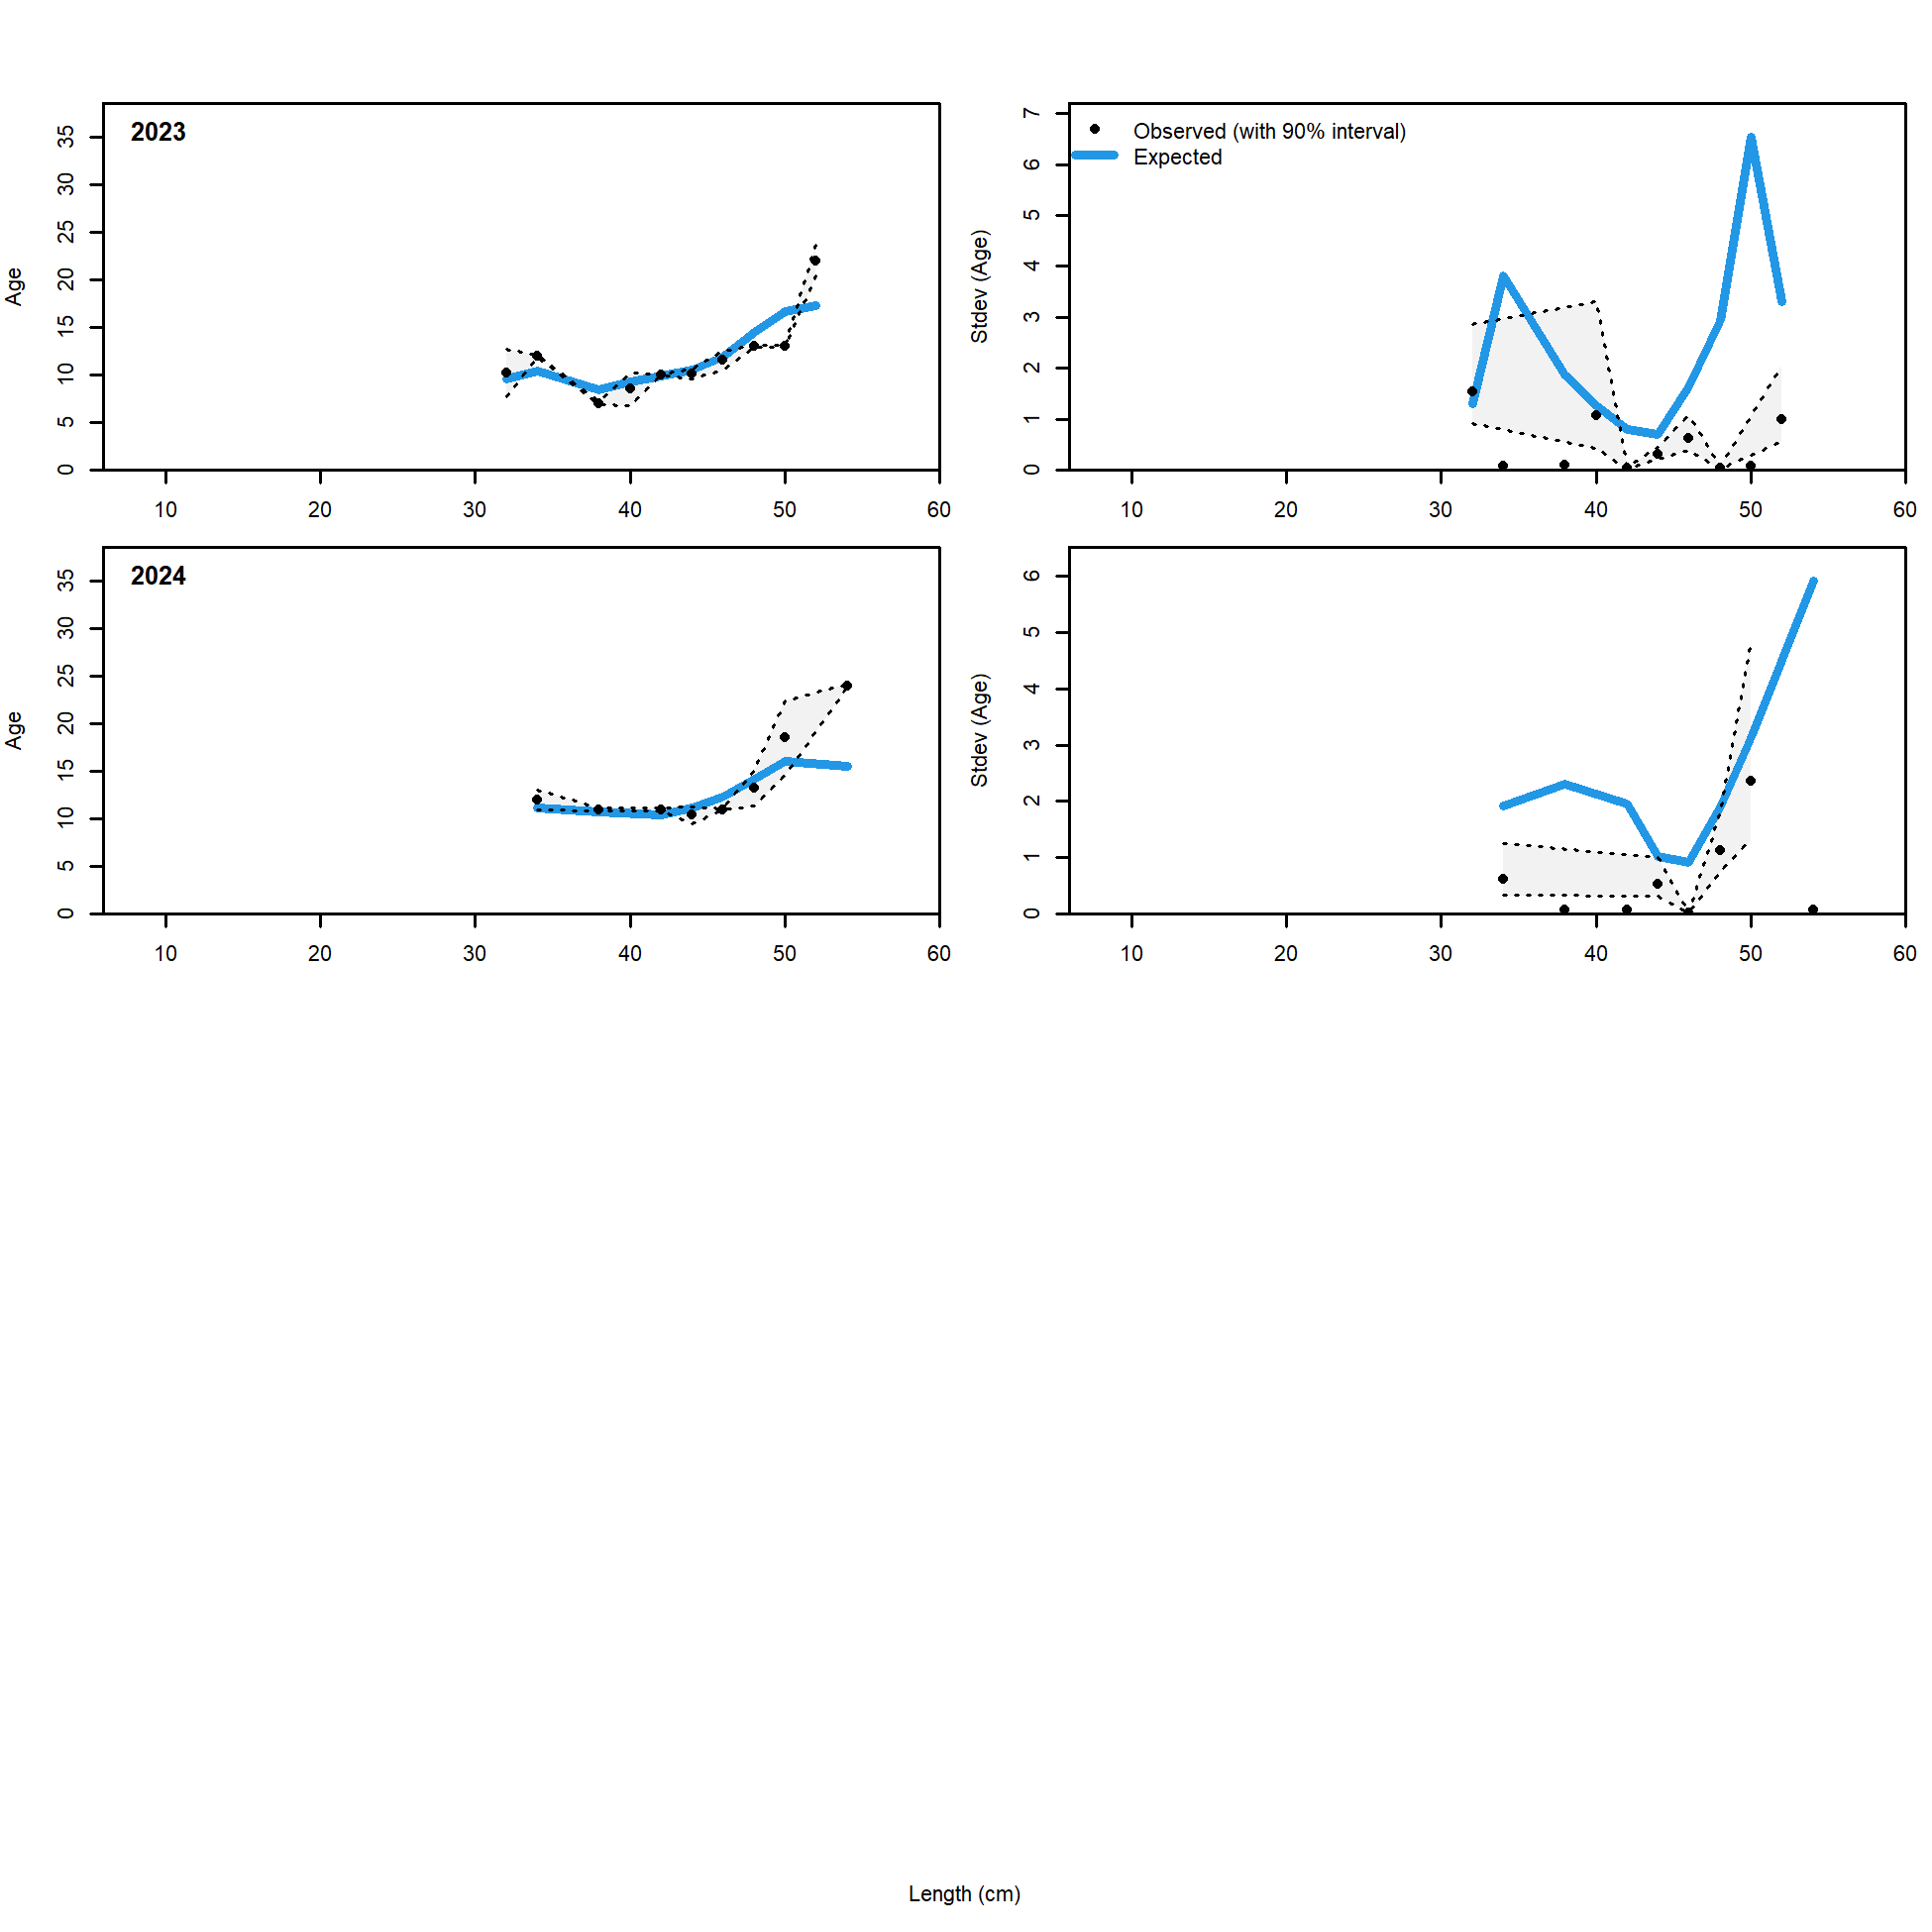 2023
Age
0 5 10 15 20 25 30 35
10 20 30 40 50 60
Observed (with 90% interval)
Expected
Stdev (Age)
0 1 2 3 4 5 6 7
10 20 30 40 50 60
2024
Age
0 5 10 15 20 25 30 35
10 20 30 40 50 60
Stdev (Age)
0 1 2 3 4 5 6
10 20 30 40 50 60
Length (cm)